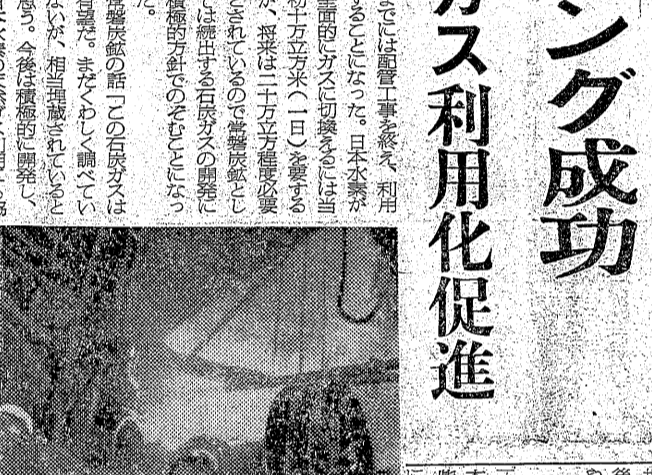 ング成功
ガス利用化促進
までには配管工事を終え、利用
することになった。日本水素が
全面的にガスに切換えるには当
初十万立方米（一日）を要する
が、将来は二十万立方程度必要
とされているので常磐炭鉱とし
ては続出する石炭ガスの開発に
積極的方針でのぞむことになっ
た。
常磐炭鉱の話「この石炭ガスは
有望だ。まだくわしく調べてい
ないが、相当埋蔵されていると
思う。今後は積極的に開発し、